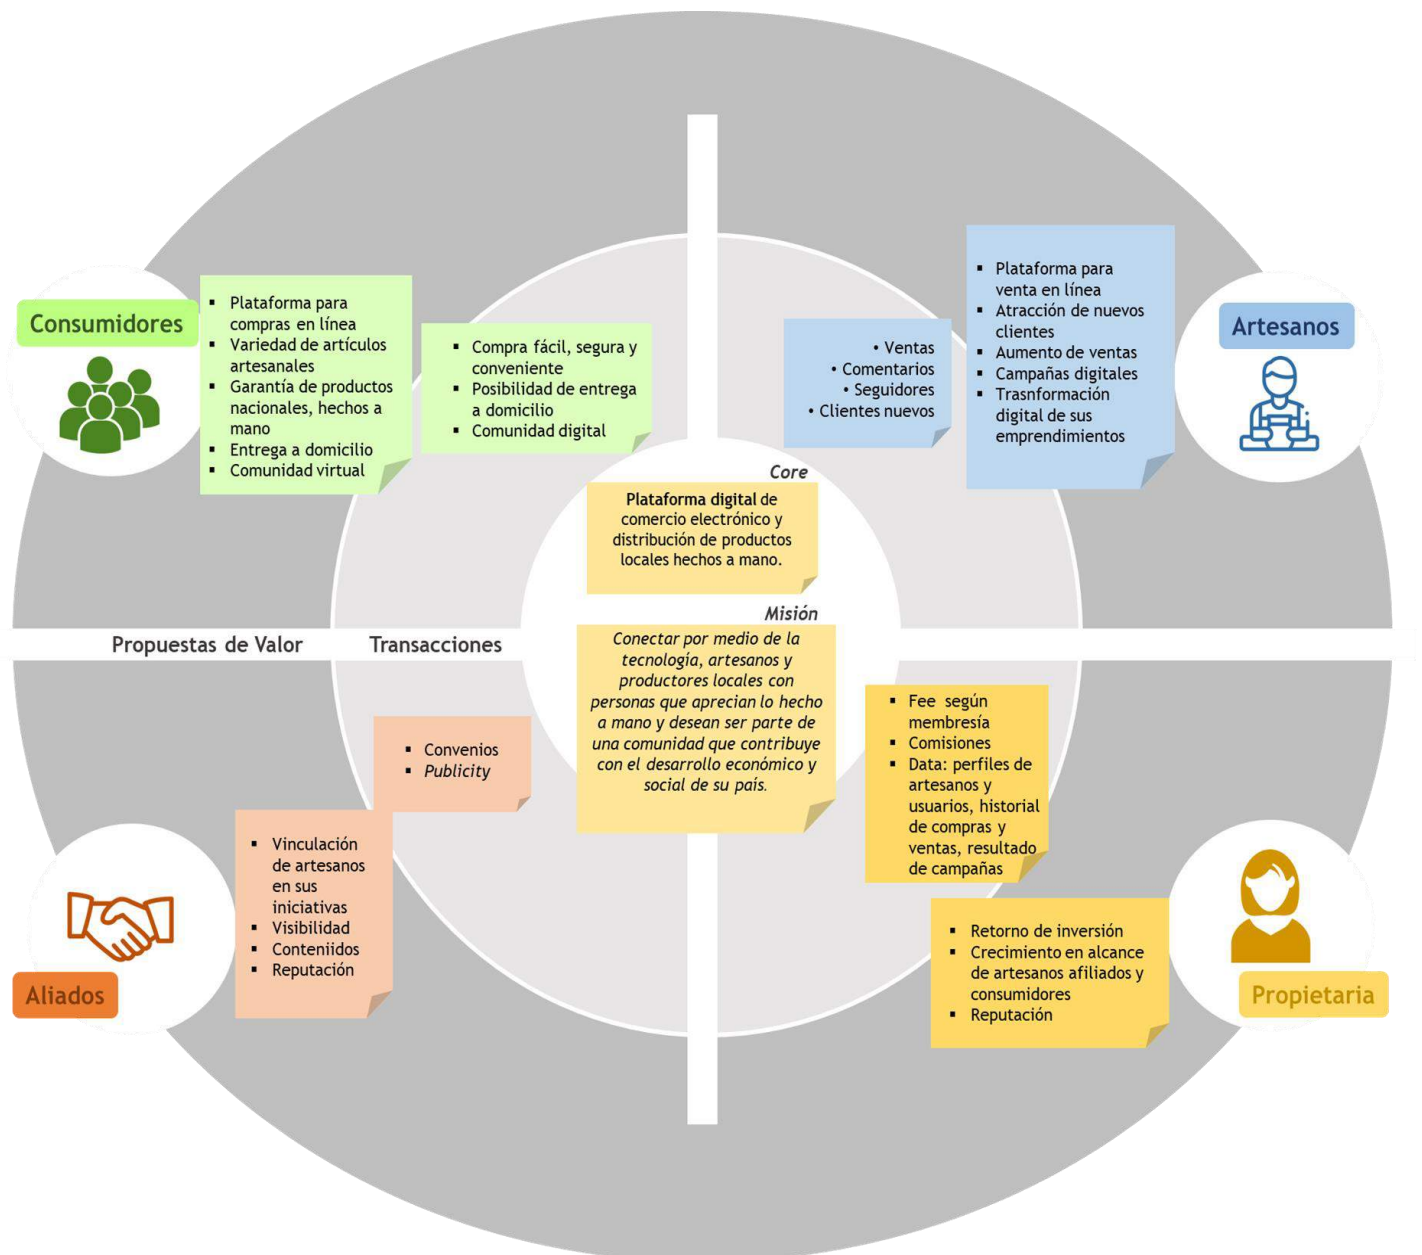 Consumidores
▪ Plataforma para
compras en línea
▪ Variedad de artículos
artesanales
▪ Garantía de productos
nacionales, hechos a
mano
▪ Entrega a domicilio
▪ Comunidad virtual
▪ Compra fácil, segura y
conveniente
▪ Posibilidad de entrega
a domicilio
▪ Comunidad digital
• Ventas
• Comentarios
• Seguidores
• Clientes nuevos
▪ Plataforma para
venta en línea
▪ Atracción de nuevos
clientes
▪ Aumento de ventas
▪ Campañas digitales
▪ Trasnformación
digital de sus
emprendimientos
Artesanos
Core
Plataforma digital de
comercio electrónico y
distribución de productos
locales hechos a mano.
Misión
Conectar por medio de la
tecnología, artesanos y
productores locales con
personas que aprecian lo hecho
a mano y desean ser parte de
una comunidad que contribuye
con el desarrollo económico y
social de su país.
Propuestas de Valor
Transacciones
▪ Convenios
▪ Publicity
▪ Vinculación
de artesanos
en sus
iniciativas
▪ Visibilidad
▪ Conteniidos
▪ Reputación
Aliados
▪ Fee según
membresía
▪ Comisiones
▪ Data: perfiles de
artesanos y
usuarios, historial
de compras y
ventas, resultado
de campañas
▪ Retorno de inversión
▪ Crecimiento en alcance
de artesanos afiliados y
consumidores
▪ Reputación
Propietaria